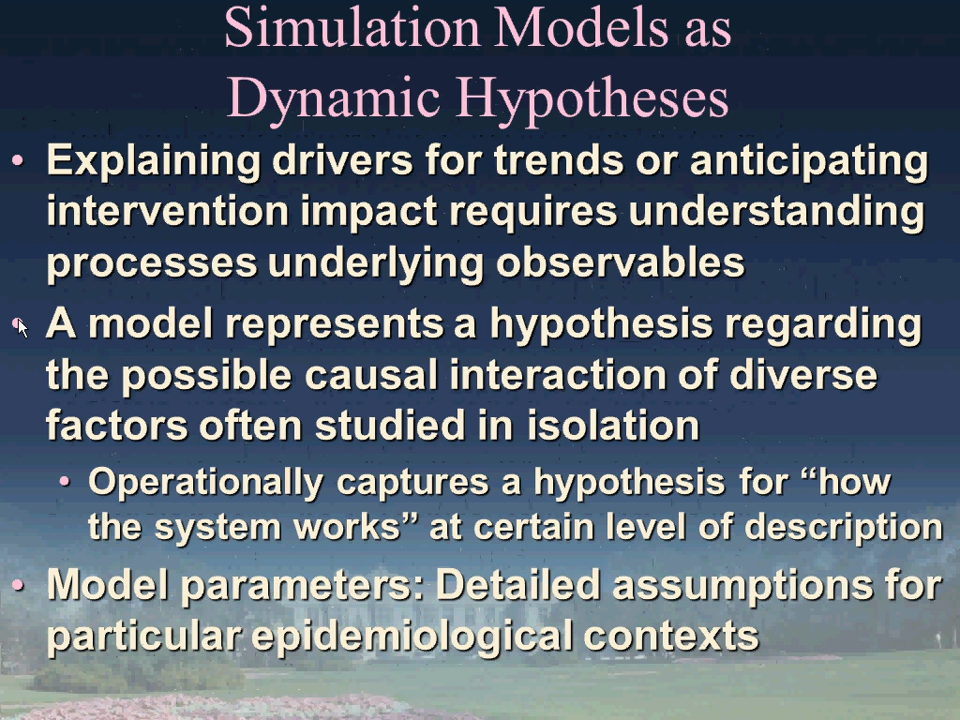 Simulation Models as
Dynamic Hypotheses
• Explaining drivers for trends or anticipating
intervention impact requires understanding
processes underlying observables
• A model represents a hypothesis regarding
the possible causal interaction of diverse
factors often studied in isolation
• Operationally captures a hypothesis for “how
the system works” at certain level of description
• Model parameters: Detailed assumptions for
particular epidemiological contexts